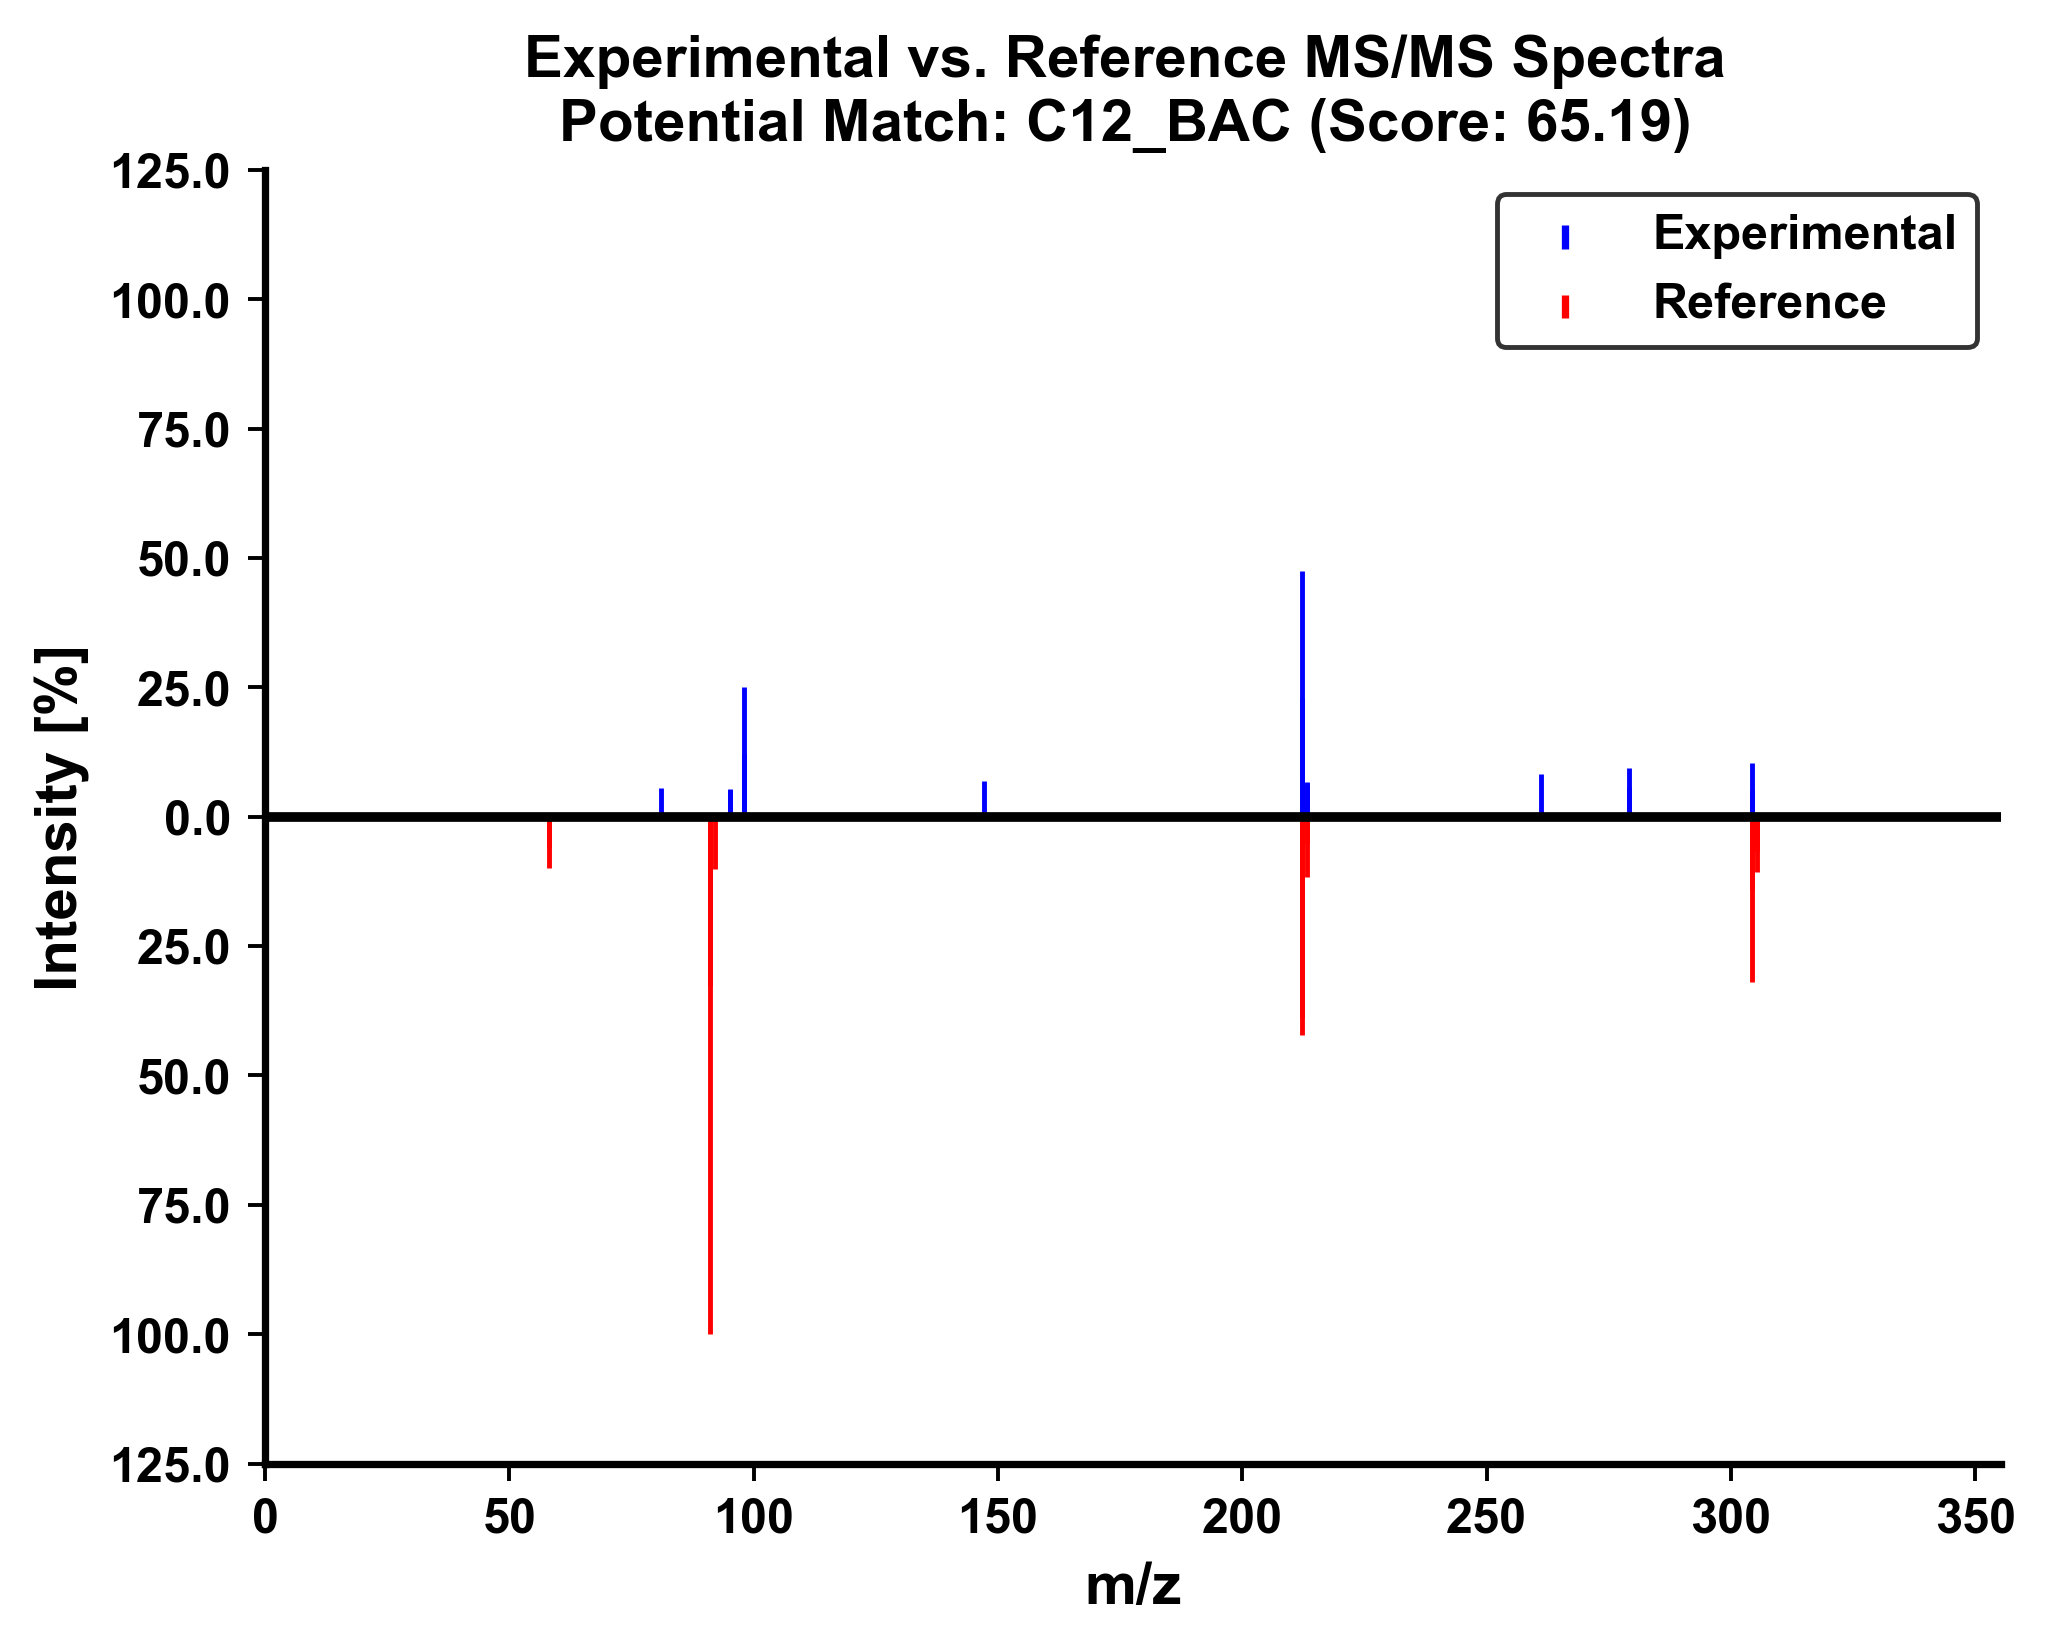 Experimental vs. Reference MS/MS Spectra
Potential Match: C12_BAC (Score: 65.19)
Experimental
Reference
Intensity [%]
125.0
100.0
75.0
50.0
25.0
0.0
25.0
50.0
75.0
100.0
125.0
0 50 100 150 200 250 300 350
m/z